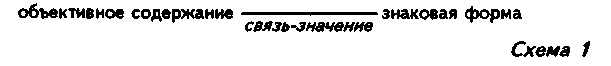 объективное содержание знаковая форма
связь-значение
Схема 1